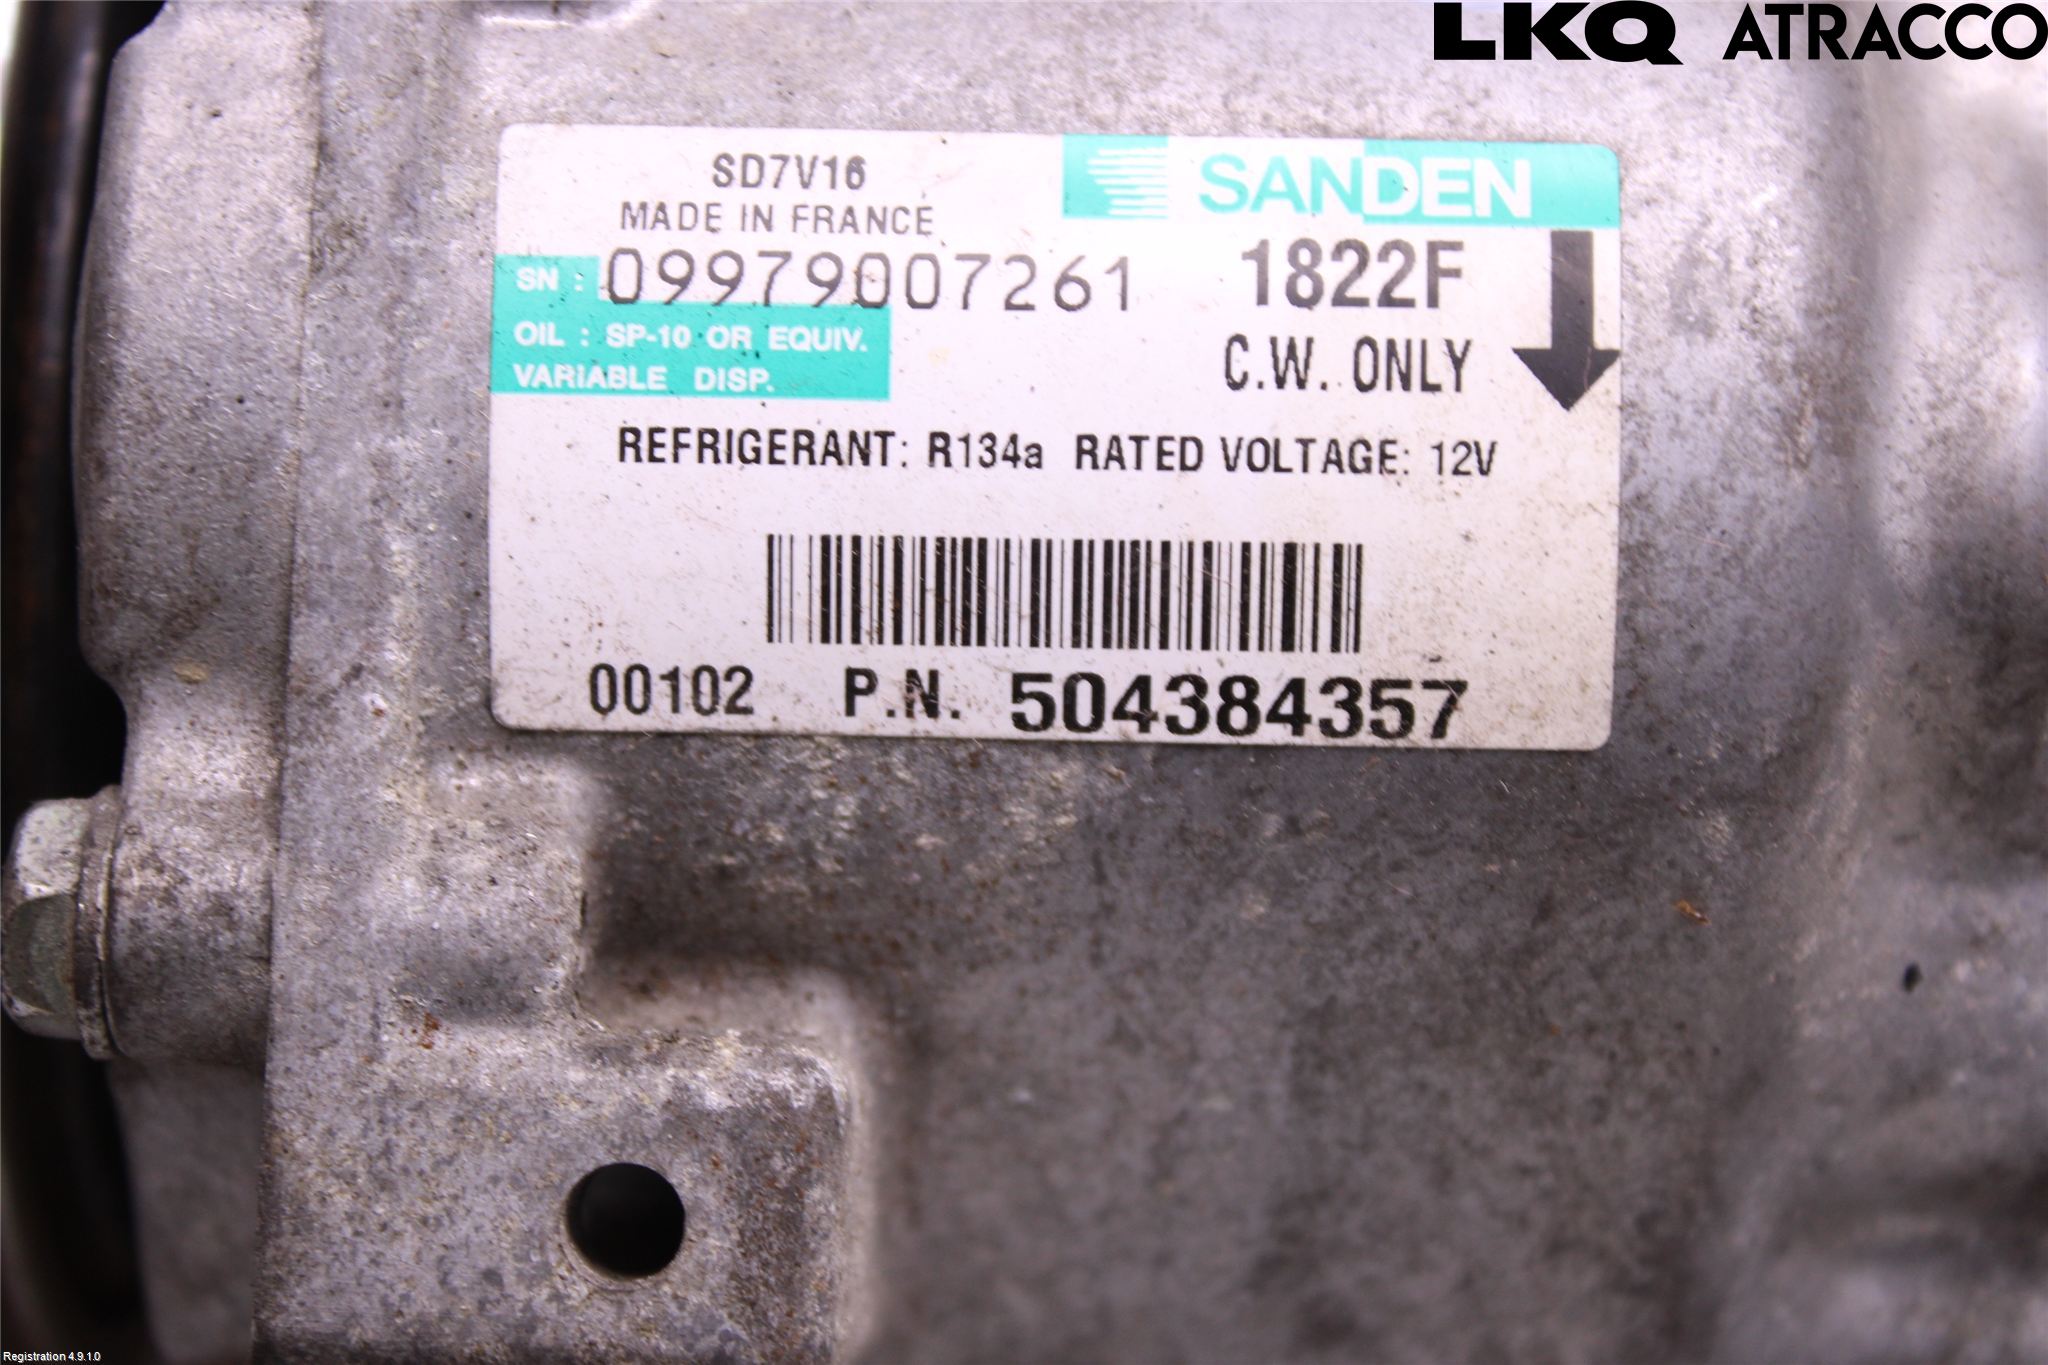 LKQ ATRACCO
SD7V16
SANDEN
MADE IN FRANCE
SN : 09979007261
1822F
OIL : SP-10 OR EQUIV.
C.W. ONLY
VARIABLE DISP.
REFRIGERANT: R134a RATED VOLTAGE: 12V
00102 P.N. 504384357
Registration 4.9.1.0